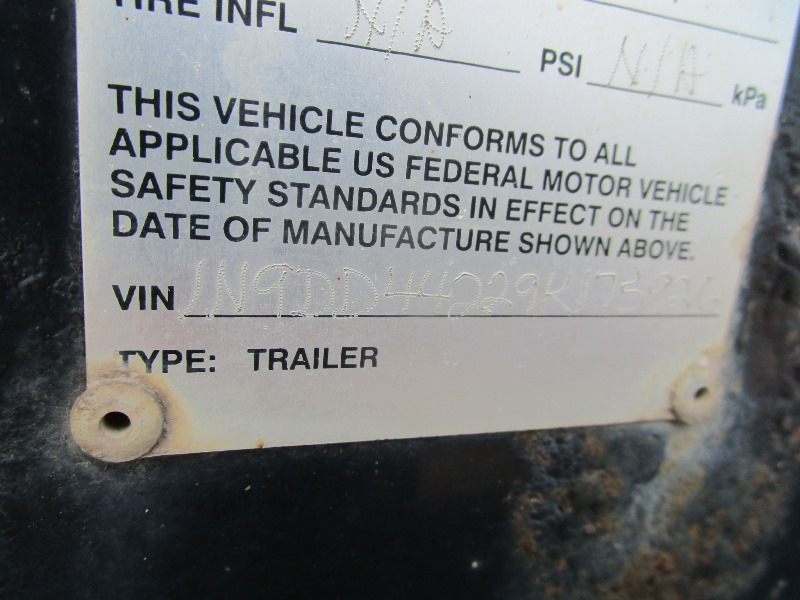 TIRE INFL N/A PSI N/A kPa
THIS VEHICLE CONFORMS TO ALL
APPLICABLE US FEDERAL MOTOR VEHICLE
SAFETY STANDARDS IN EFFECT ON THE
DATE OF MANUFACTURE SHOWN ABOVE.
VIN
TYPE: TRAILER